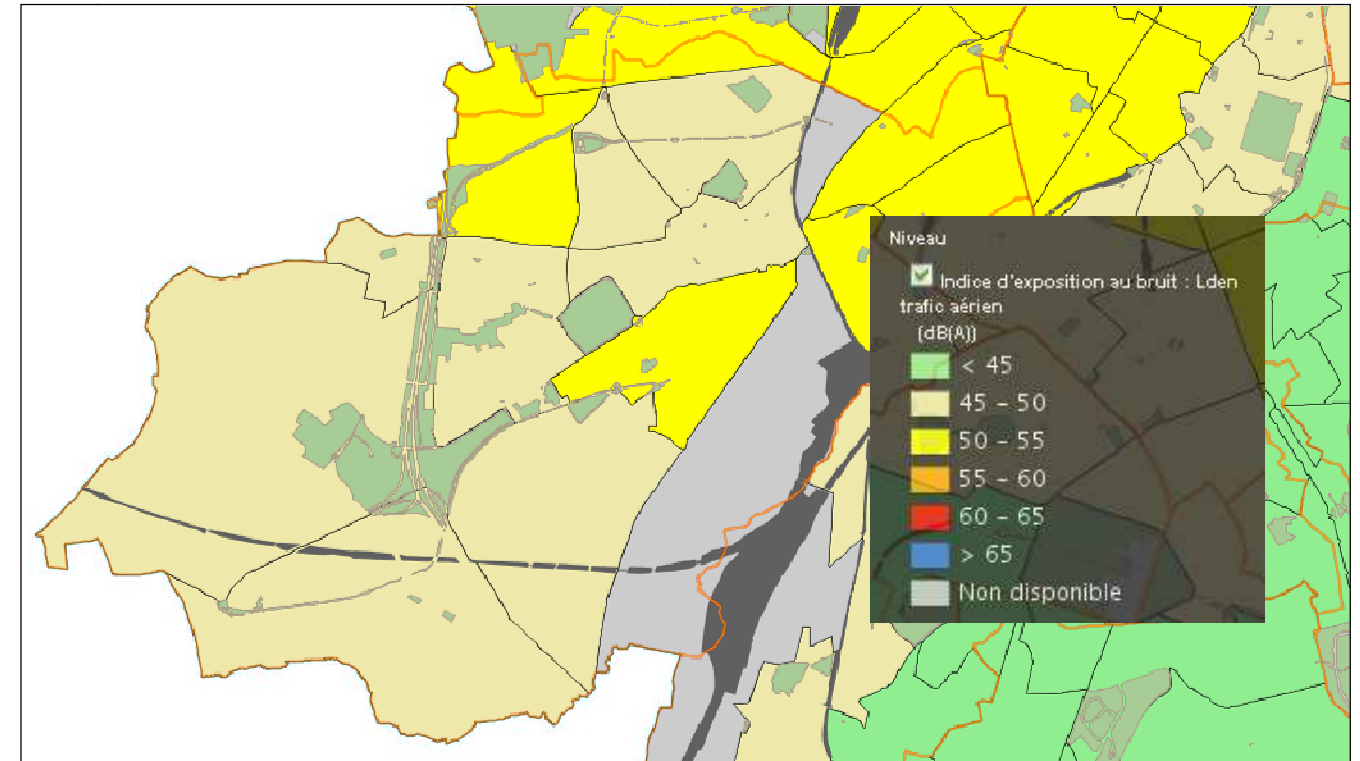 Niveau
Indice d'exposition au bruit : Lden
trafic aérien
(dB(A))
< 45
45 – 50
50 – 55
55 – 60
60 – 65
> 65
Non disponible